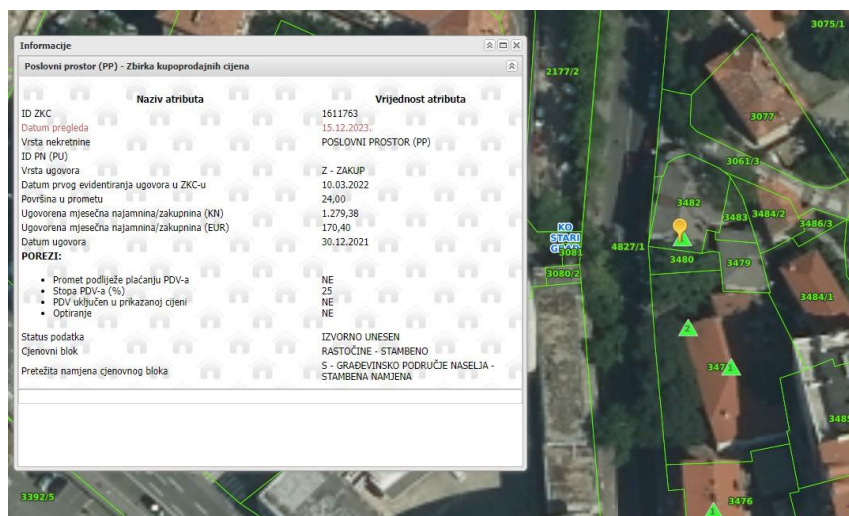 Informacije
Poslovni prostor (PP) - Zbirka kupoprodajnih cijena
Naziv atributa Vrijednost atributa
ID ZKC 1611763
Datum pregleda 15.12.2023.
Vrsta nekretnine POSLOVNI PROSTOR (PP)
ID PN (PU)
Vrsta ugovora Z - ZAKUP
Datum prvog evidentiranja ugovora u ZKC-u 10.03.2022
Površina u prometu 24,00
Ugovorena mjesečna najamnina/zakupnina (KN) 1.279,38
Ugovorena mjesečna najamnina/zakupnina (EUR) 170,40
Datum ugovora 30.12.2021
POREZI:
• Promet podliježe plaćanju PDV-a NE
• Stopa PDV-a (%) 25
• PDV uključen u prikazanoj cijeni NE
• Optiranje NE
Status podatka IZVORNO UNESEN
Cjenovni blok RASTOČINE - STAMBENO
Pretežita namjena cjenovnog bloka S - GRAĐEVINSKO PODRUČJE NASELJA -
STAMBENA NAMJENA
3075/1
2177/2
3077
3061/3
3482
3483
3484/2
3486/3
KO
STARI
3081
4827/1
3480
3479
3080/2
3484/1
2
1
3476
1
3392/5